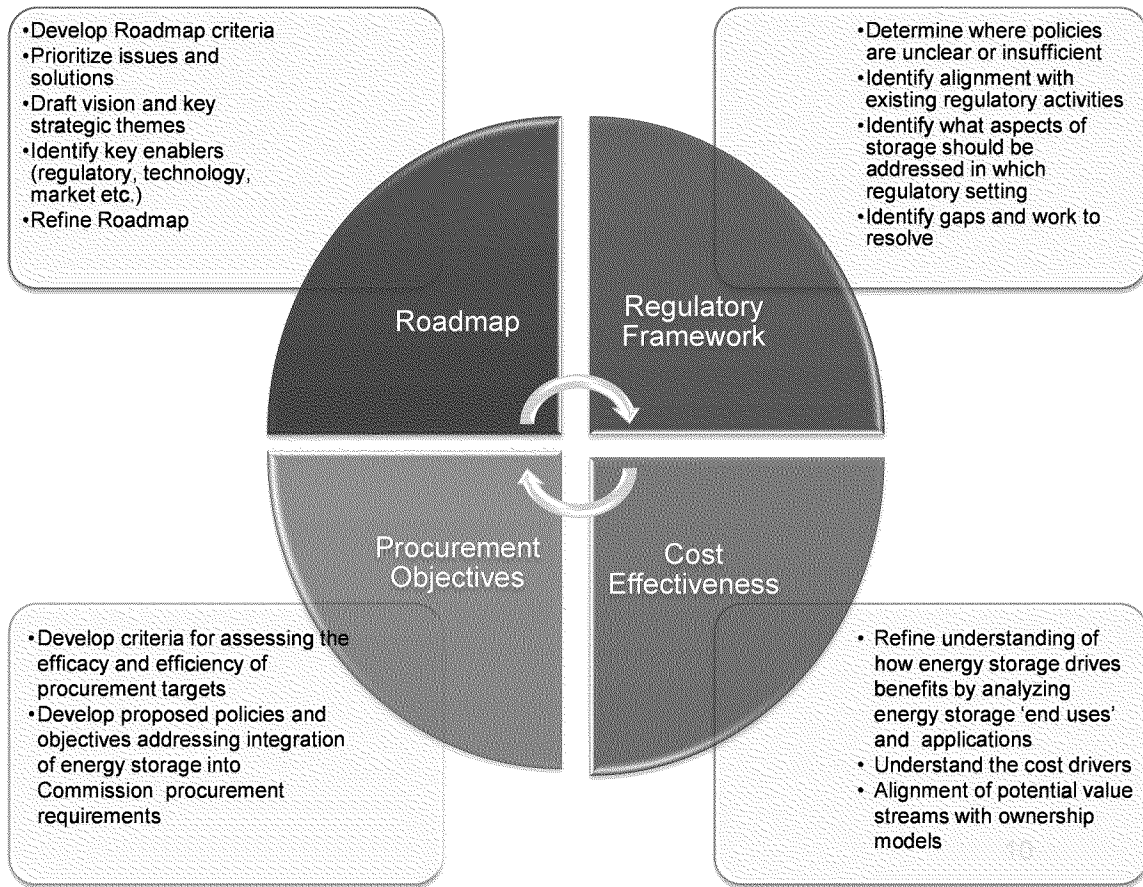 •Develop Roadmap criteria
•Prioritize issues and
solutions
•Draft vision and key
strategic themes
•Identify key enablers
(regulatory, technology,
market etc.)
•Refine Roadmap
•Determine where policies
are unclear or insufficient
•Identify alignment with
existing regulatory activities
•Identify what aspects of
storage should be
addressed in which
regulatory setting
•Identify gaps and work to
resolve
Roadmap
Regulatory
Framework
Procurement
Objectives
Cost
Effectiveness
•Develop criteria for assessing the
efficacy and efficiency of
procurement targets
•Develop proposed policies and
objectives addressing integration
of energy storage into
Commission procurement
requirements
• Refine understanding of
how energy storage drives
benefits by analyzing
energy storage 'end uses'
and applications
• Understand the cost drivers
• Alignment of potential value
streams with ownership
models
10